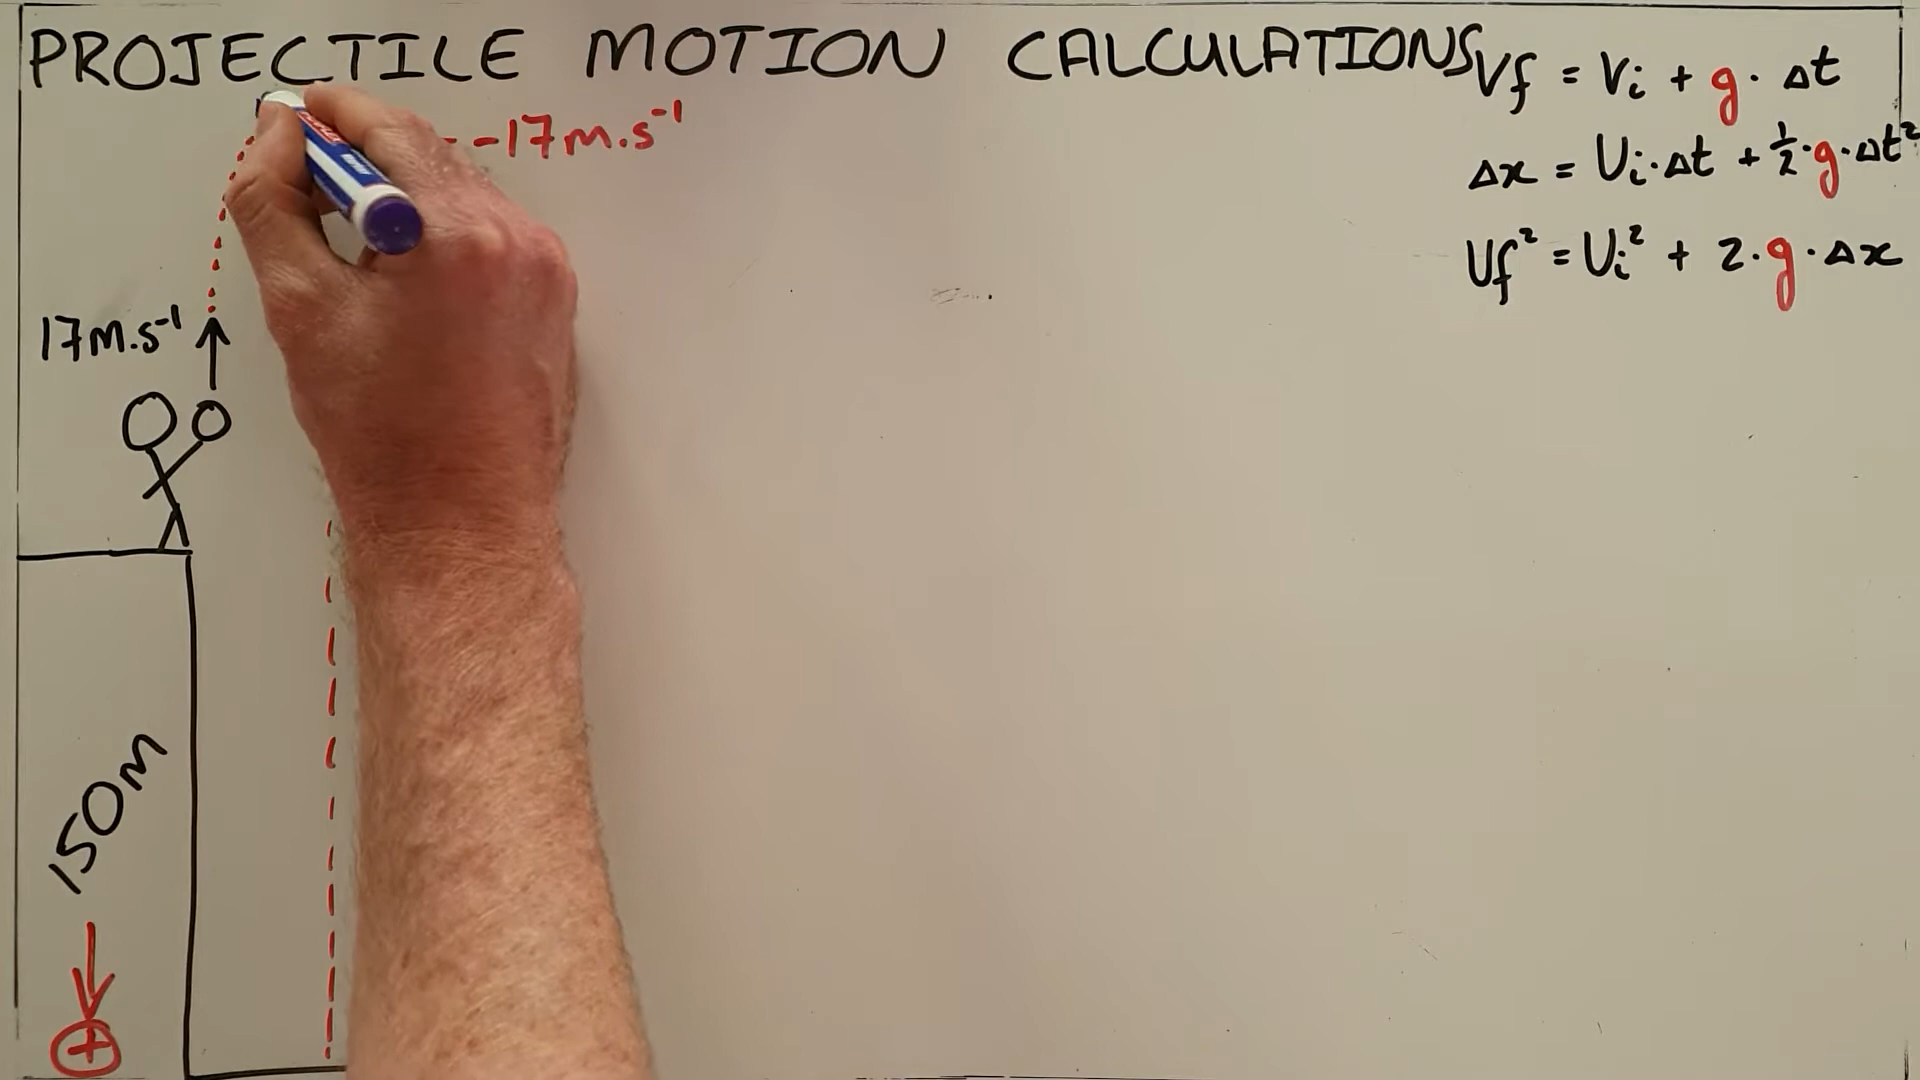 PROJECTILE MOTION CALCULATIONS
Vf = Vi + g · Δt
- -17m.s⁻¹
Δx = Vi·Δt + ½·g·Δt²
Vf² = Vi² + 2·g·Δx
17m.s⁻¹
150m
+